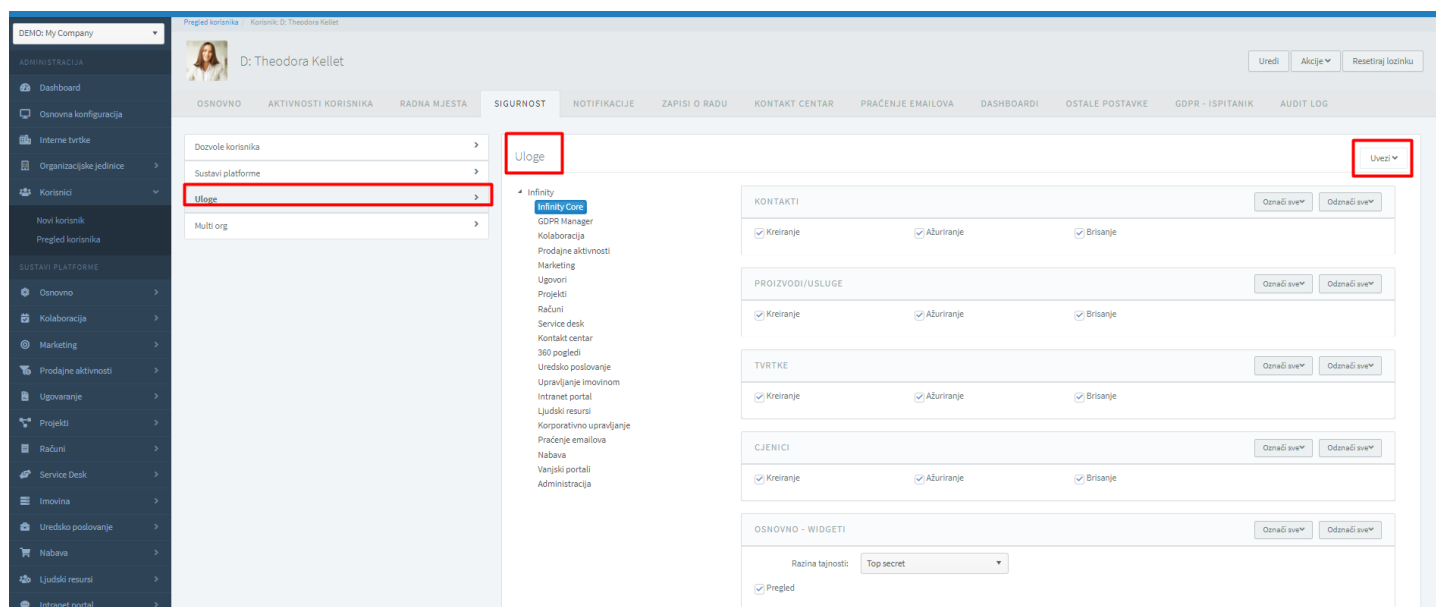 Pregled korisnika / Korisnik: D: Theodora Kellet
DEMO: My Company
D: Theodora Kellet
Uredi
Akcije
Resetiraj lozinku
ADMINISTRACIJA
Dashboard
Osnovna konfiguracija
Interne tvrtke
Organizacijske jedinice
Korisnici
Novi korisnik
Pregled korisnika
SUSTAVI PLATFORME
Osnovno
Kolaboracija
Marketing
Prodajne aktivnosti
Ugovaranje
Projekti
Računi
Service Desk
Imovina
Uredsko poslovanje
Nabava
Ljudski resursi
Intranet portal
OSNOVNO AKTIVNOSTI KORISNIKA RADNA MJESTA SIGURNOST NOTIFIKACIJE ZAPISI O RADU KONTAKT CENTAR PRAĆENJE EMAILOVA DASHBOARDI OSTALE POSTAVKE GDPR - ISPITANIK AUDIT LOG
Dozvole korisnika
Sustavi platforme
Uloge
Multi org
Uloge
Uvezi
Infinity
Infinity Core
GDPR Manager
Kolaboracija
Prodajne aktivnosti
Marketing
Ugovori
Projekti
Računi
Service desk
Kontakt centar
360 pogledi
Uredsko poslovanje
Upravljanje imovinom
Intranet portal
Ljudski resursi
Korporativno upravljanje
Praćenje emailova
Nabava
Vanjski portali
Administracija
KONTAKTI Označi sve Odznači sve
Kreiranje Ažuriranje Brisanje
PROIZVODI/USLUGE Označi sve Odznači sve
Kreiranje Ažuriranje Brisanje
TVRTKE Označi sve Odznači sve
Kreiranje Ažuriranje Brisanje
CJENICI Označi sve Odznači sve
Kreiranje Ažuriranje Brisanje
OSNOVNO - WIDGETI Označi sve Odznači sve
Razina tajnosti: Top secret
Pregled